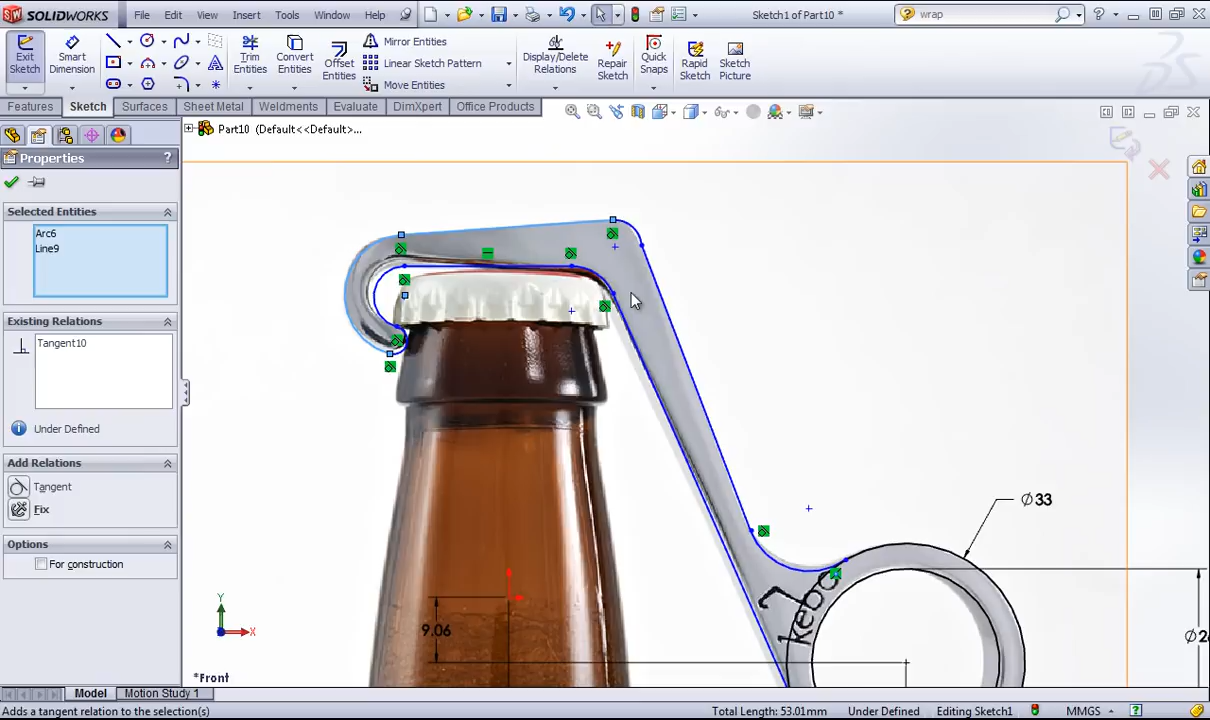 SOLIDWORKS
File Edit View Insert Tools Window Help
Sketch1 of Part10 *
wrap
Exit Sketch
Smart Dimension
Trim Entities
Convert Entities
Offset Entities
Mirror Entities
Linear Sketch Pattern
Move Entities
Display/Delete Relations
Repair Sketch
Quick Snaps
Rapid Sketch
Sketch Picture
Features Sketch Surfaces Sheet Metal Weldments Evaluate DimXpert Office Products
Part10 (Default<<Default>...
Properties
?
Selected Entities
Arc6
Line9
Existing Relations
Tangent10
Under Defined
Add Relations
Tangent
Fix
Options
For construction
Ø33
9.06
kebo
Y
X
*Front
Model Motion Study 1
Adds a tangent relation to the selection(s)
Total Length: 53.01mm Under Defined Editing Sketch1 MMGS